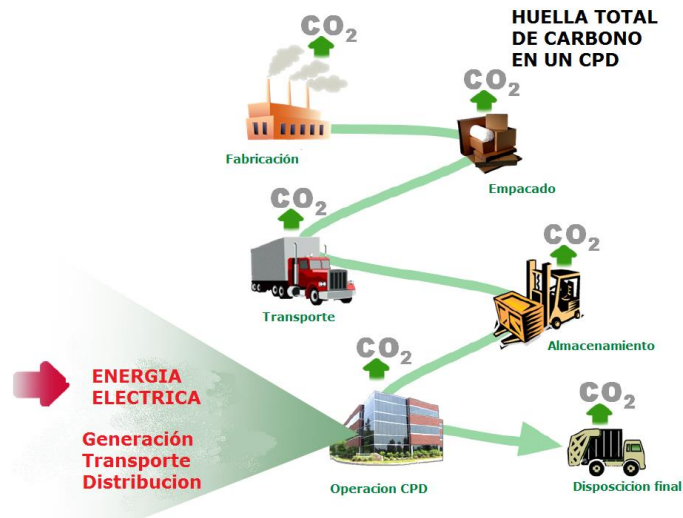 HUELLA TOTAL
DE CARBONO
EN UN CPD
CO2
Fabricación
CO2
Empacado
CO2
Transporte
CO2
Almacenamiento
ENERGIA
ELECTRICA
Generación
Transporte
Distribucion
CO2
Operacion CPD
CO2
Disposcicion final